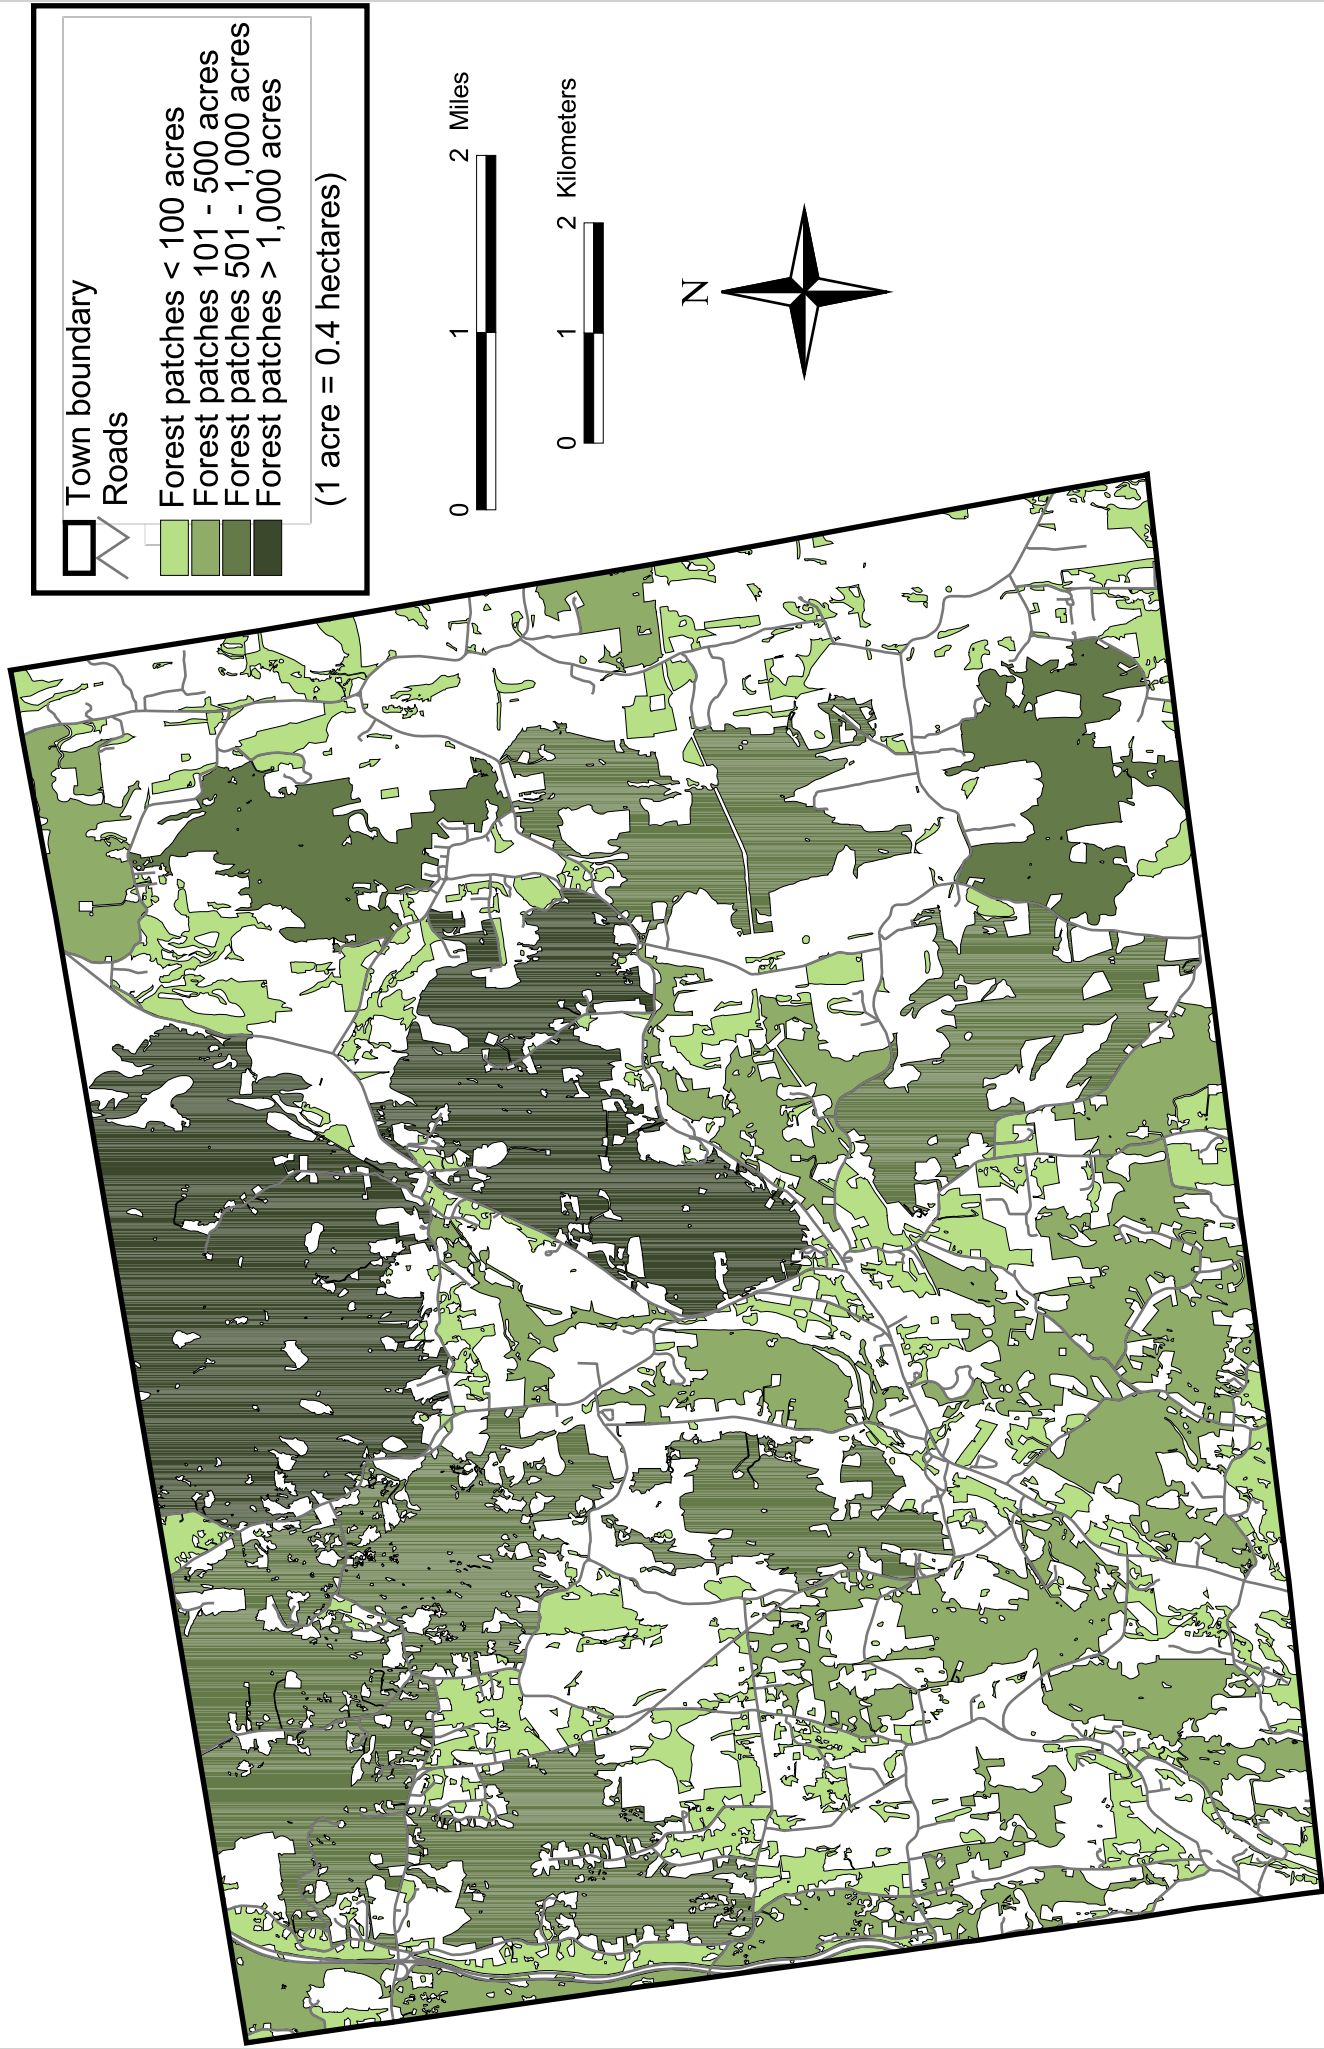 Town boundary
Roads
Forest patches < 100 acres
Forest patches 101 - 500 acres
Forest patches 501 - 1,000 acres
Forest patches > 1,000 acres
(1 acre = 0.4 hectares)
0 1 2 Miles
0 1 2 Kilometers
N